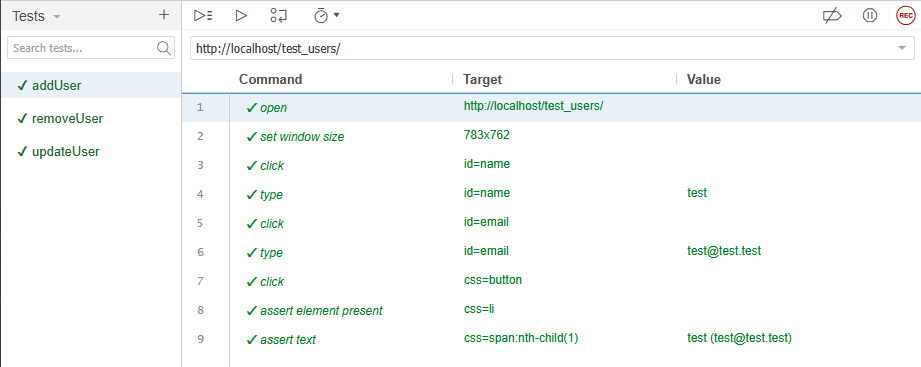 Tests
+
REC
Search tests...
http://localhost/test_users/
✓ addUser
✓ removeUser
✓ updateUser
Command Target Value
1 ✓ open http://localhost/test_users/
2 ✓ set window size 783x762
3 ✓ click id=name
4 ✓ type id=name test
5 ✓ click id=email
6 ✓ type id=email test@test.test
7 ✓ click css=button
8 ✓ assert element present css=li
9 ✓ assert text css=span:nth-child(1) test (test@test.test)